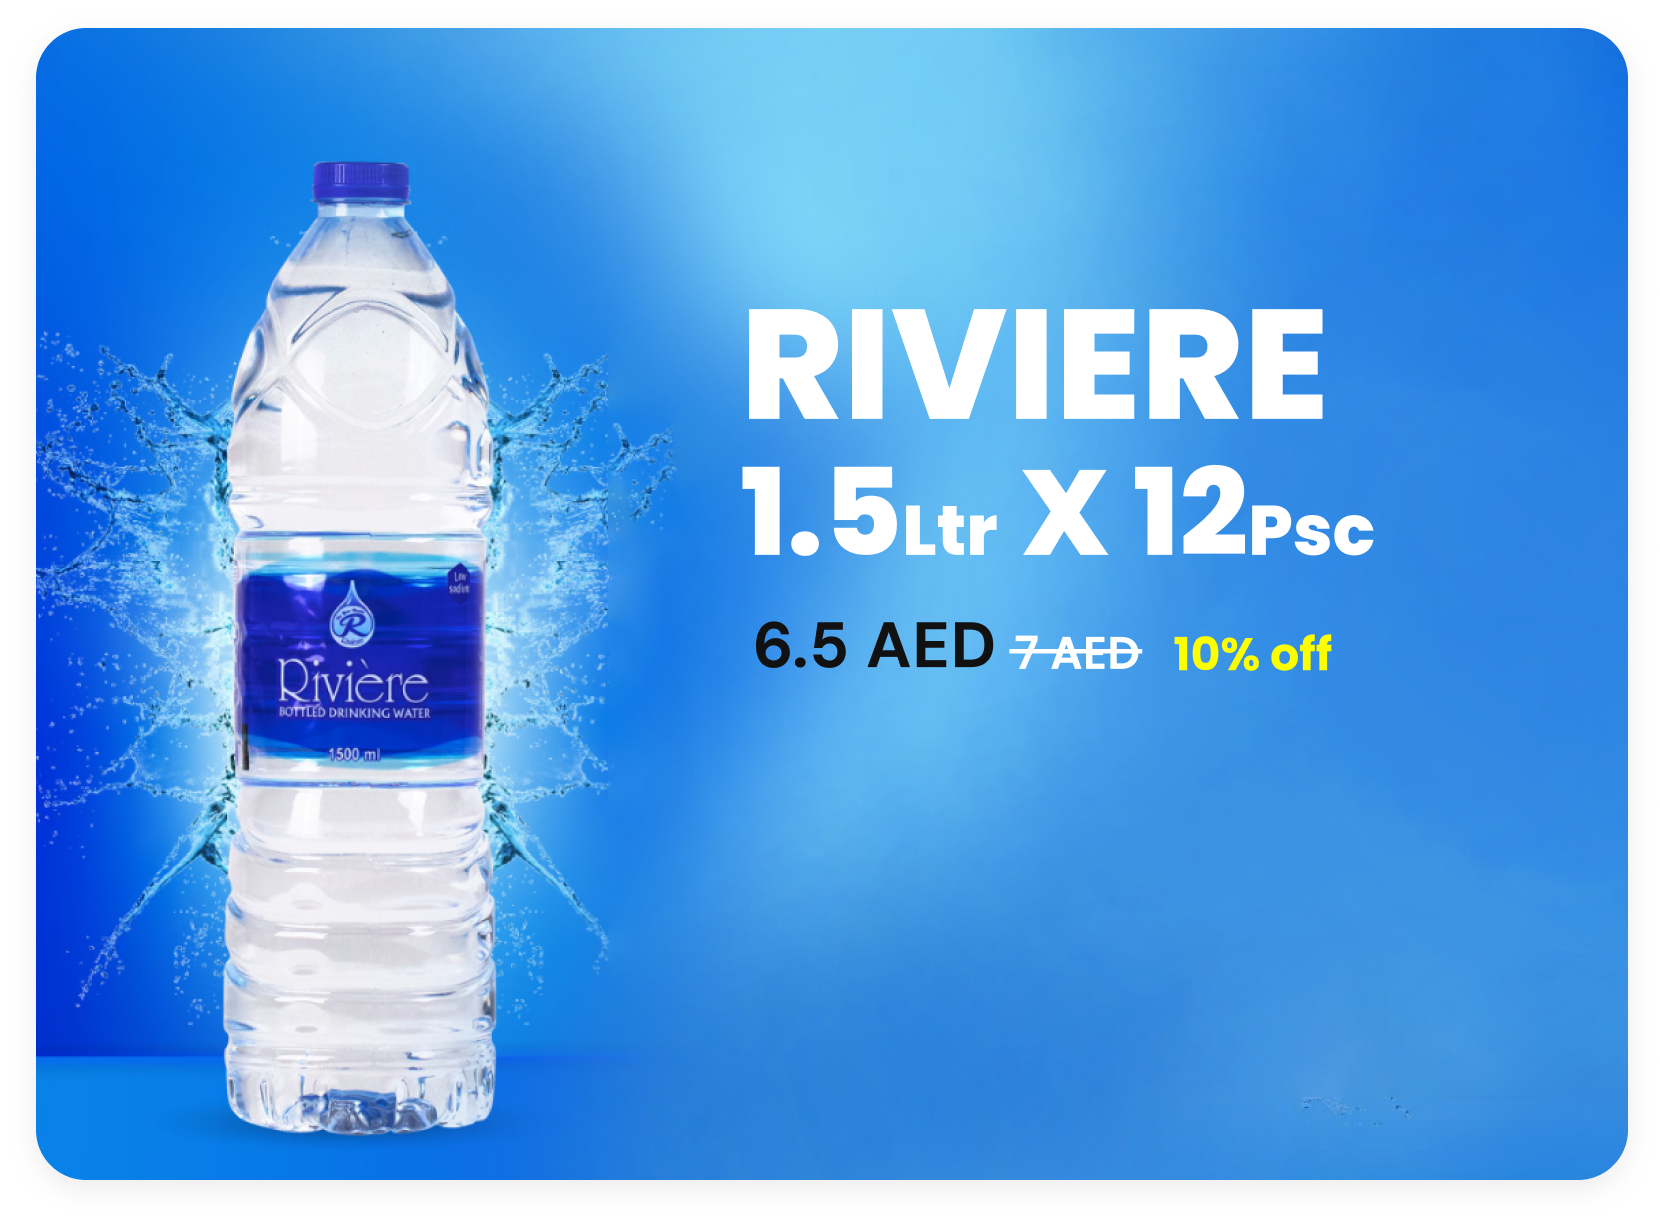 RIVIERE
1.5Ltr X 12Psc
6.5 AED 7 AED 10% off
Low
sodium
R
Rivière
BOTTLED DRINKING WATER
1500 ml